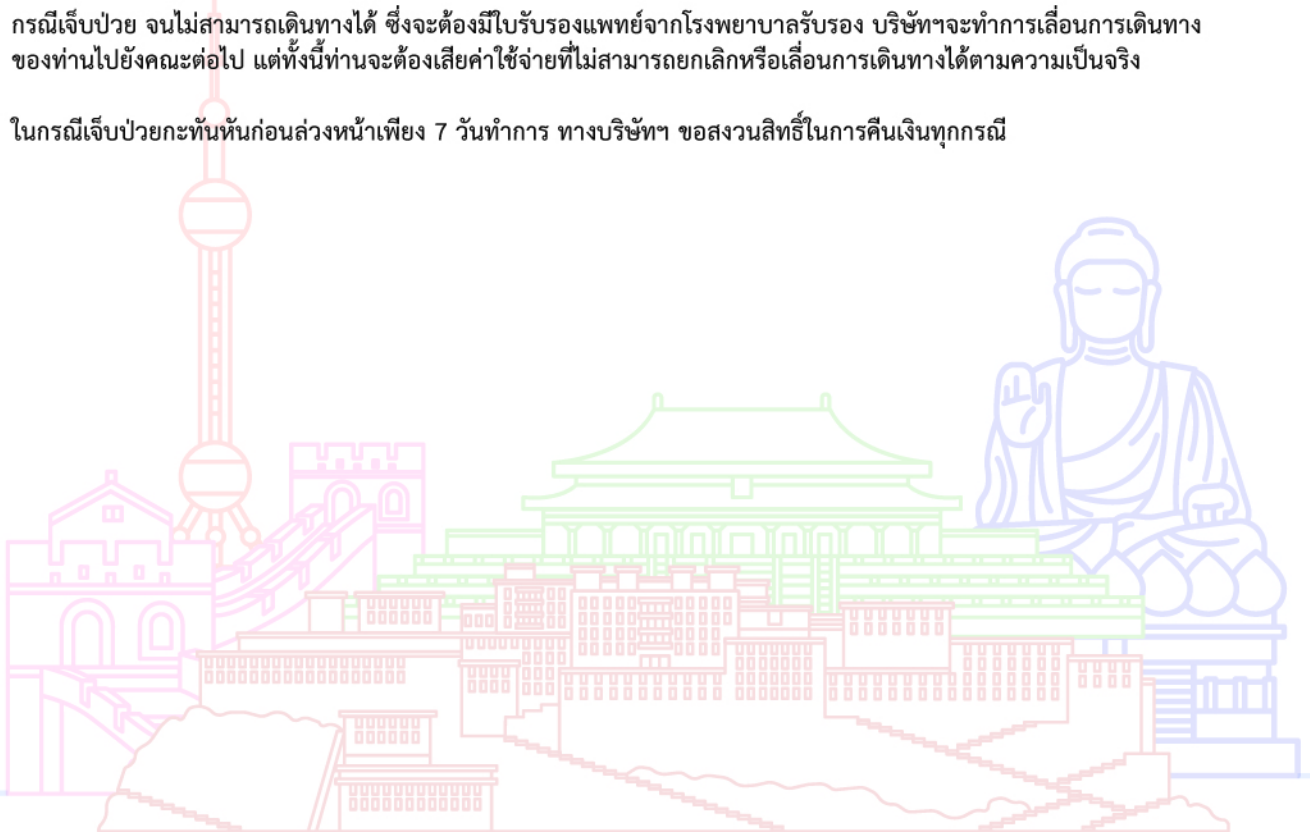 กรณีเจ็บป่วย จนไม่สามารถเดินทางได้ ซึ่งจะต้องมีใบรับรองแพทย์จากโรงพยาบาลรับรอง บริษัทฯจะทำการเลื่อนการเดินทาง
ของท่านไปยังคณะต่อไป แต่ทั้งนี้ท่านจะต้องเสียค่าใช้จ่ายที่ไม่สามารถยกเลิกหรือเลื่อนการเดินทางได้ตามความเป็นจริง
ในกรณีเจ็บป่วยกะทันหันก่อนล่วงหน้าเพียง 7 วันทำการ ทางบริษัทฯ ขอสงวนสิทธิ์ในการคืนเงินทุกกรณี